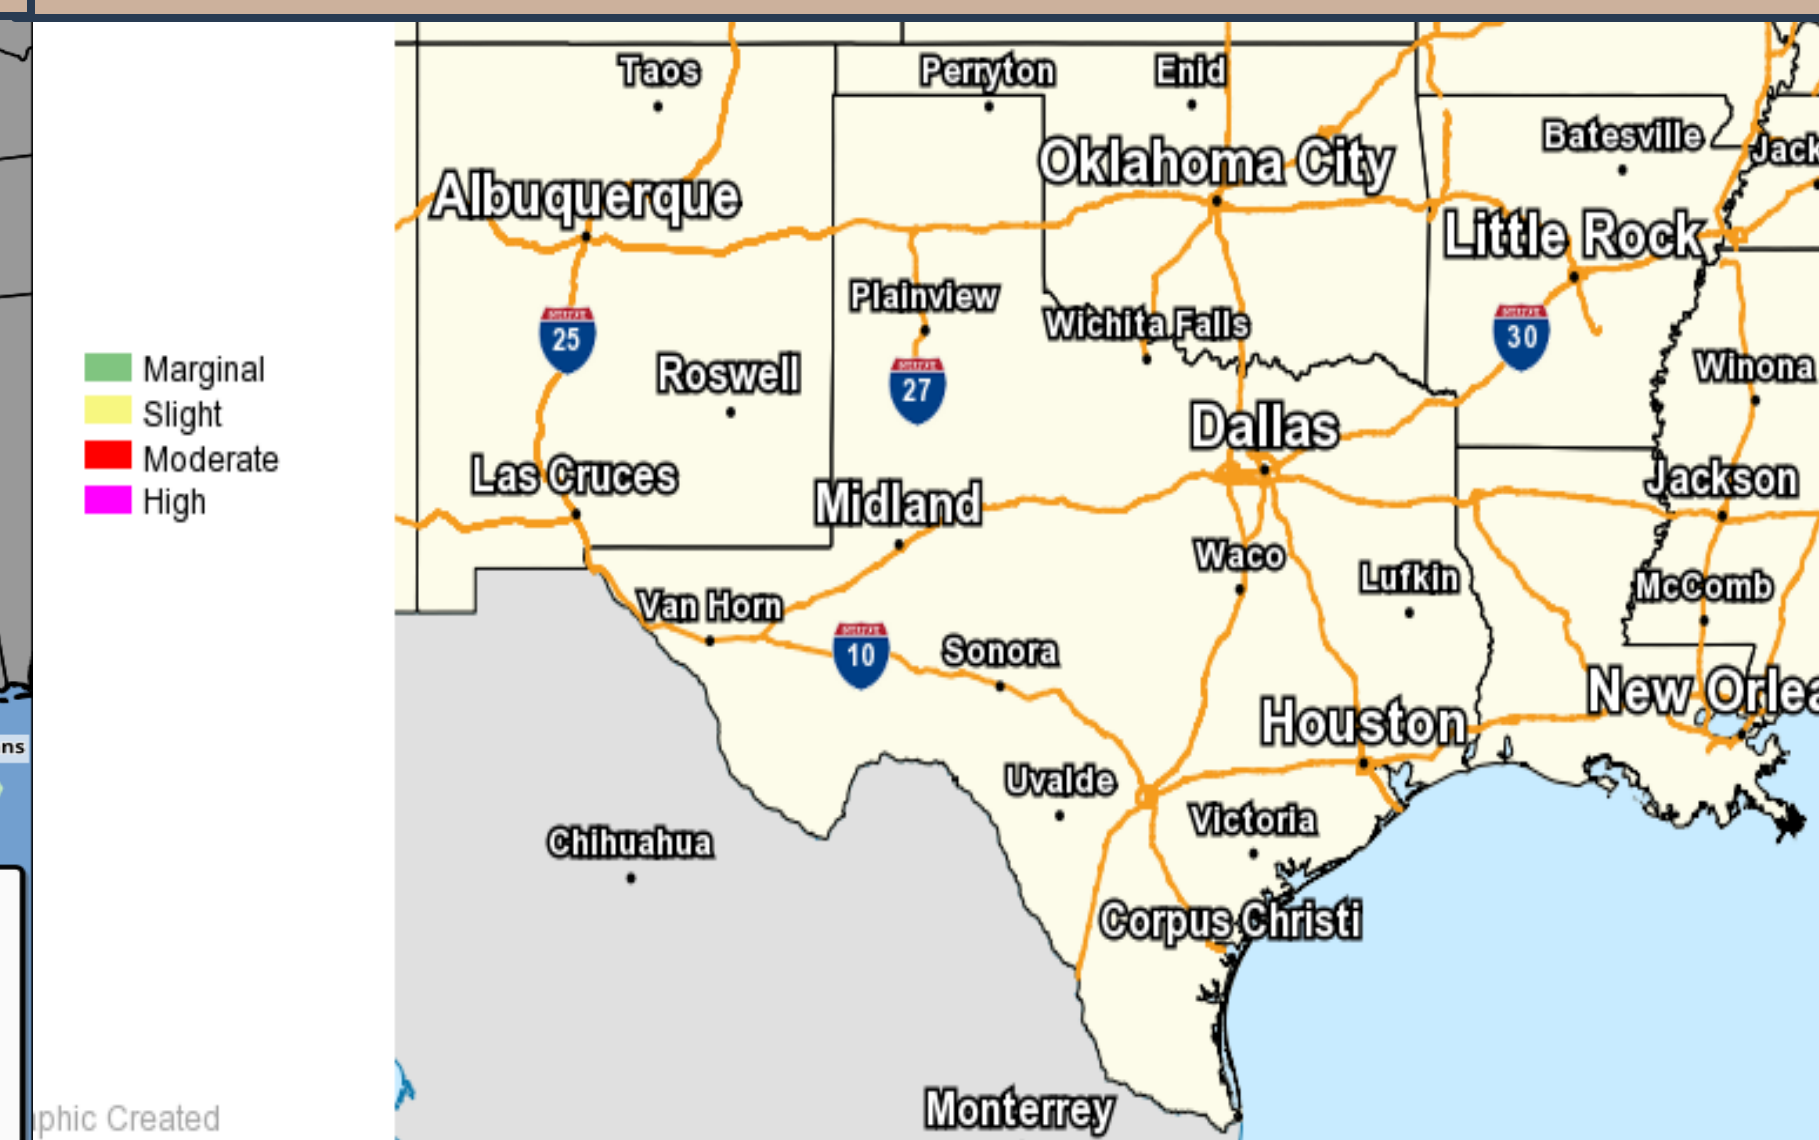 Marginal
Slight
Moderate
High
ns
aphic Created
Taos
Perryton
Enid
Batesville
Jack
Oklahoma City
Albuquerque
Little Rock
Plainview
Wichita Falls
25
30
Roswell
27
Winona
Dallas
Las Cruces
Midland
Jackson
Waco
Lufkin
McComb
Van Horn
10
Sonora
New Orlea
Houston
Uvalde
Victoria
Chihuahua
Corpus Christi
Monterrey